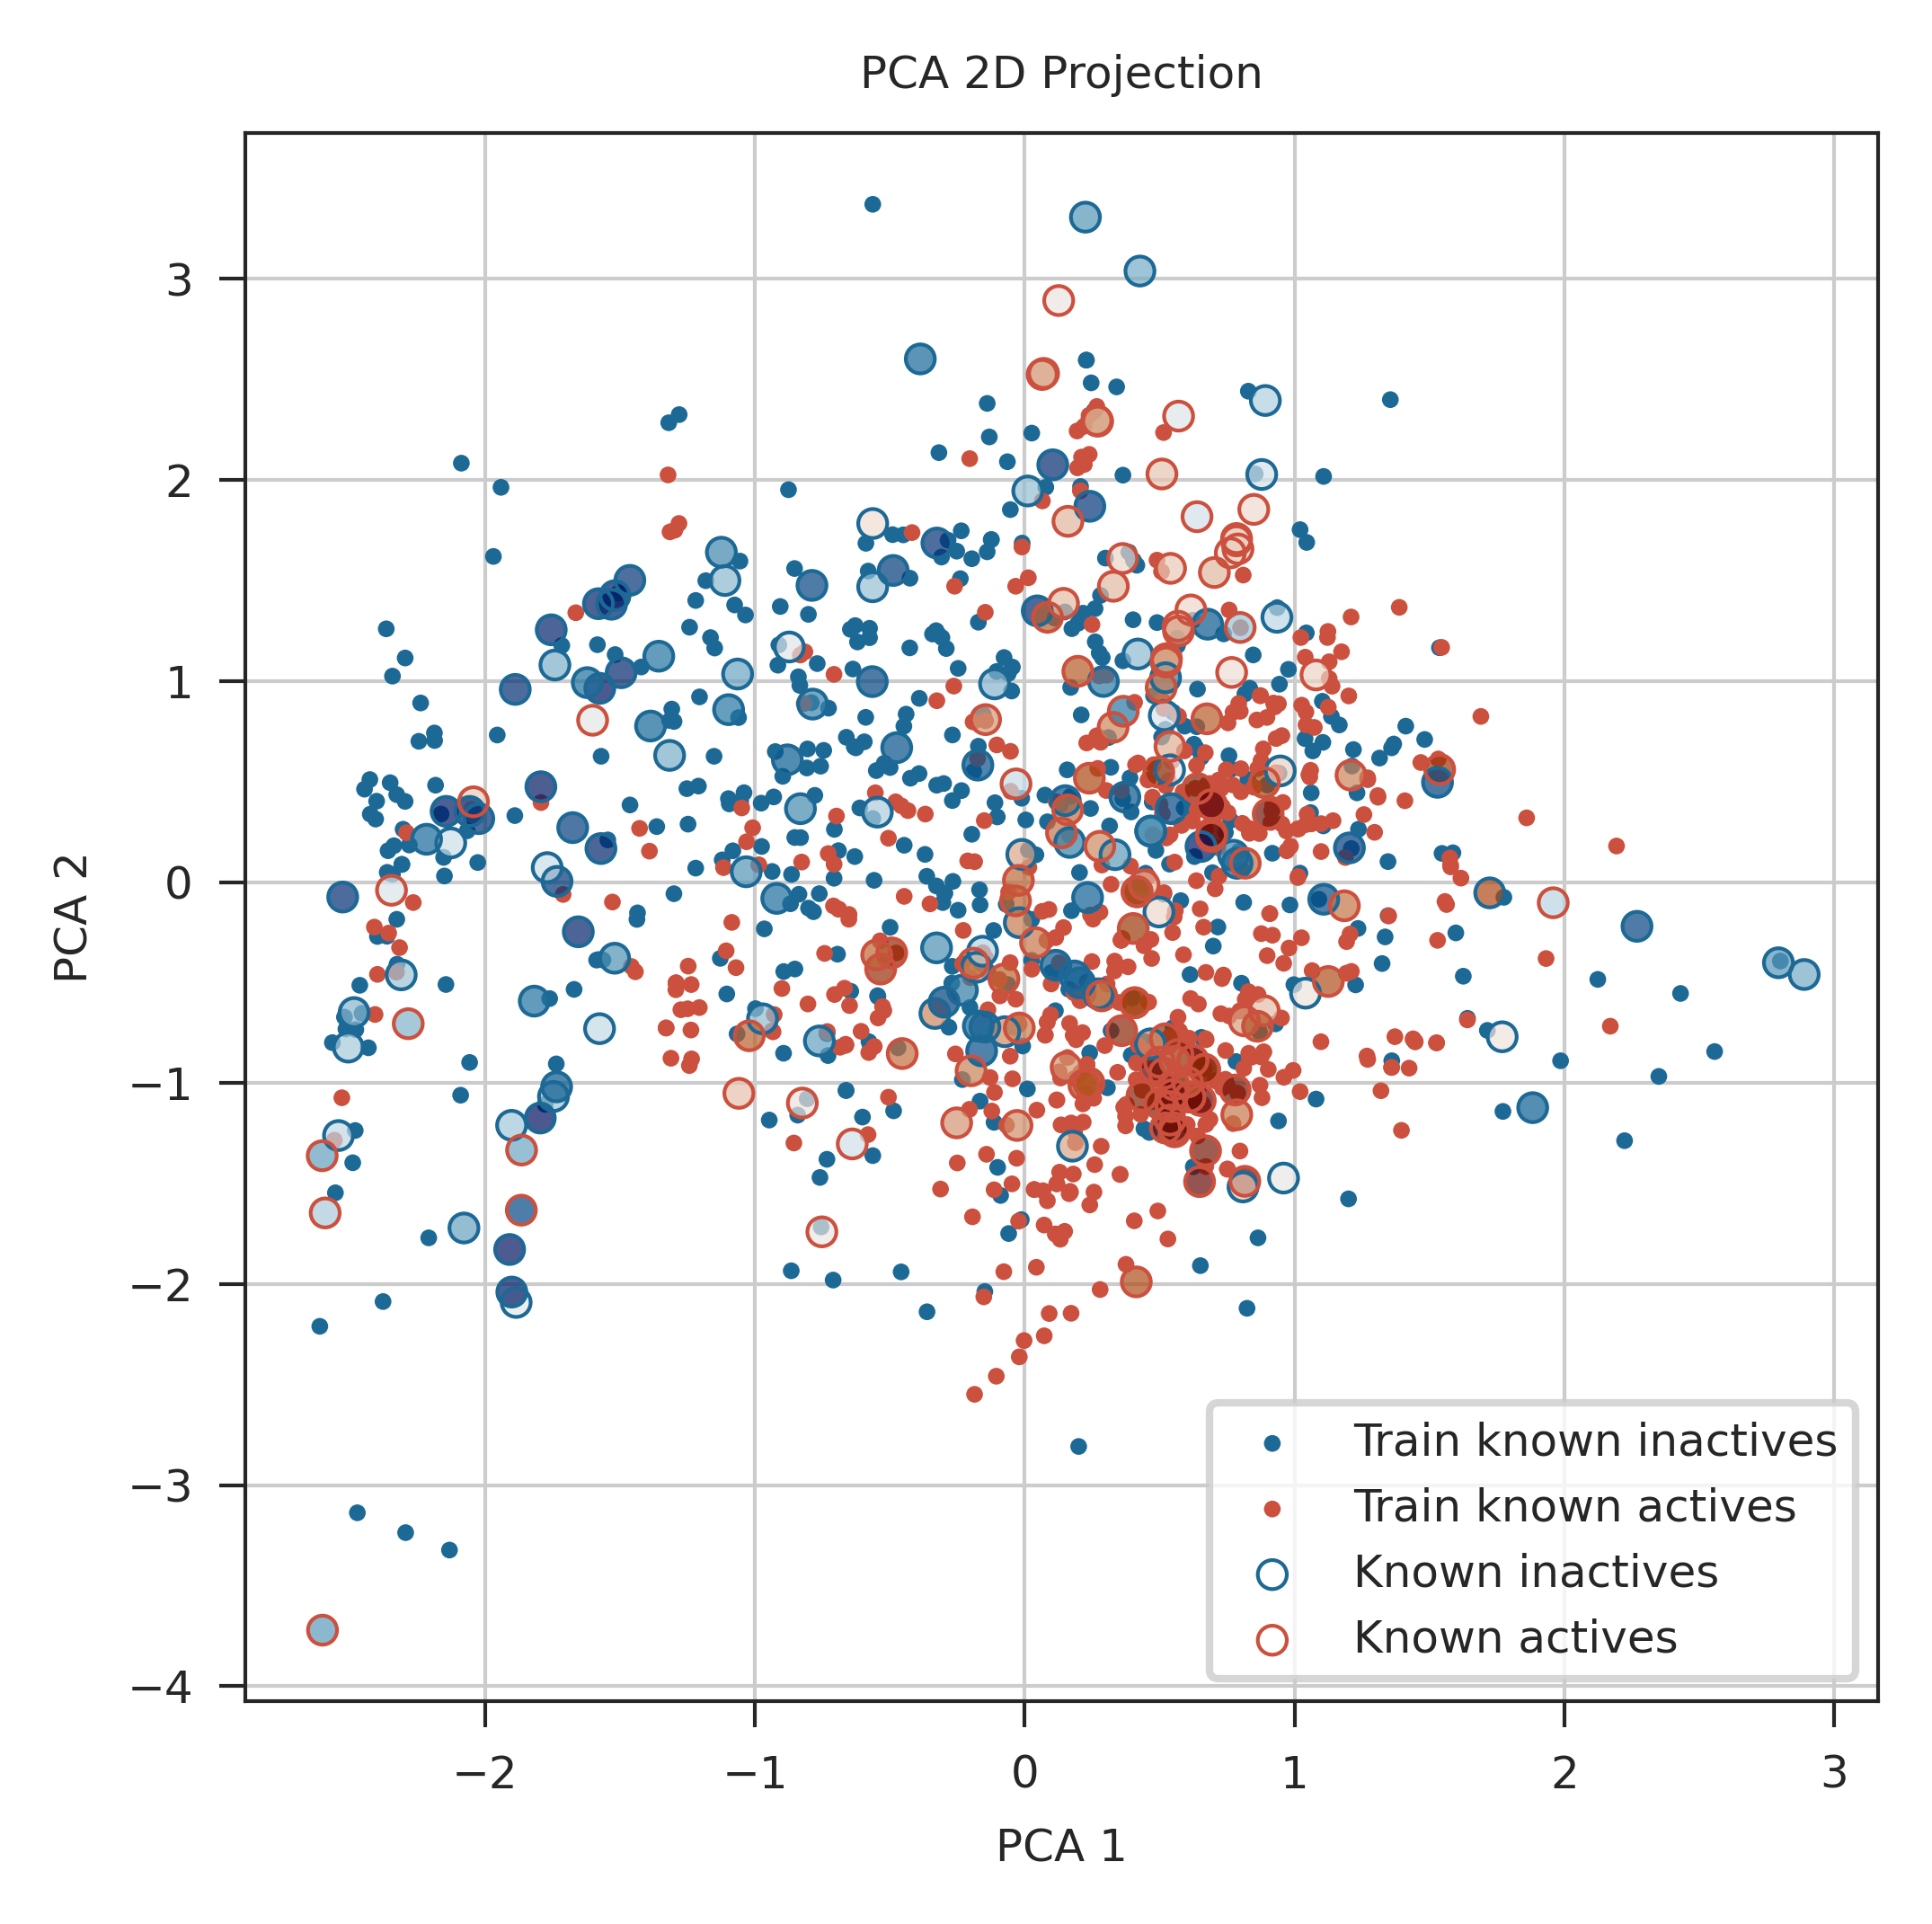 PCA 2D Projection
3
2
1
0
−1
−2
−3
−4
PCA 2
−2
−1
0
1
2
3
PCA 1
Train known inactives
Train known actives
Known inactives
Known actives